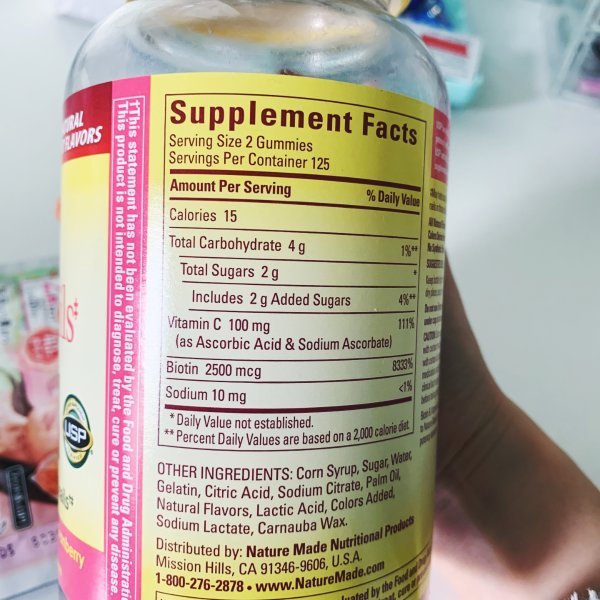 Supplement Facts
Serving Size 2 Gummies
Servings Per Container 125
Amount Per Serving % Daily Value
Calories 15
Total Carbohydrate 4 g 1%**
Total Sugars 2 g *
Includes 2 g Added Sugars 4%**
Vitamin C 100 mg 111%
(as Ascorbic Acid & Sodium Ascorbate)
Biotin 2500 mcg 8333%
Sodium 10 mg <1%
* Daily Value not established.
** Percent Daily Values are based on a 2,000 calorie diet.
OTHER INGREDIENTS: Corn Syrup, Sugar, Water,
Gelatin, Citric Acid, Sodium Citrate, Palm Oil,
Natural Flavors, Lactic Acid, Colors Added,
Sodium Lactate, Carnauba Wax.
Distributed by: Nature Made Nutritional Products
Mission Hills, CA 91346-9606, U.S.A.
1-800-276-2878 • www.NatureMade.com
††This statement has not been evaluated by the Food and Drug Administrati
This product is not intended to diagnose, treat, cure or prevent any disease.
FLAVORS
USP